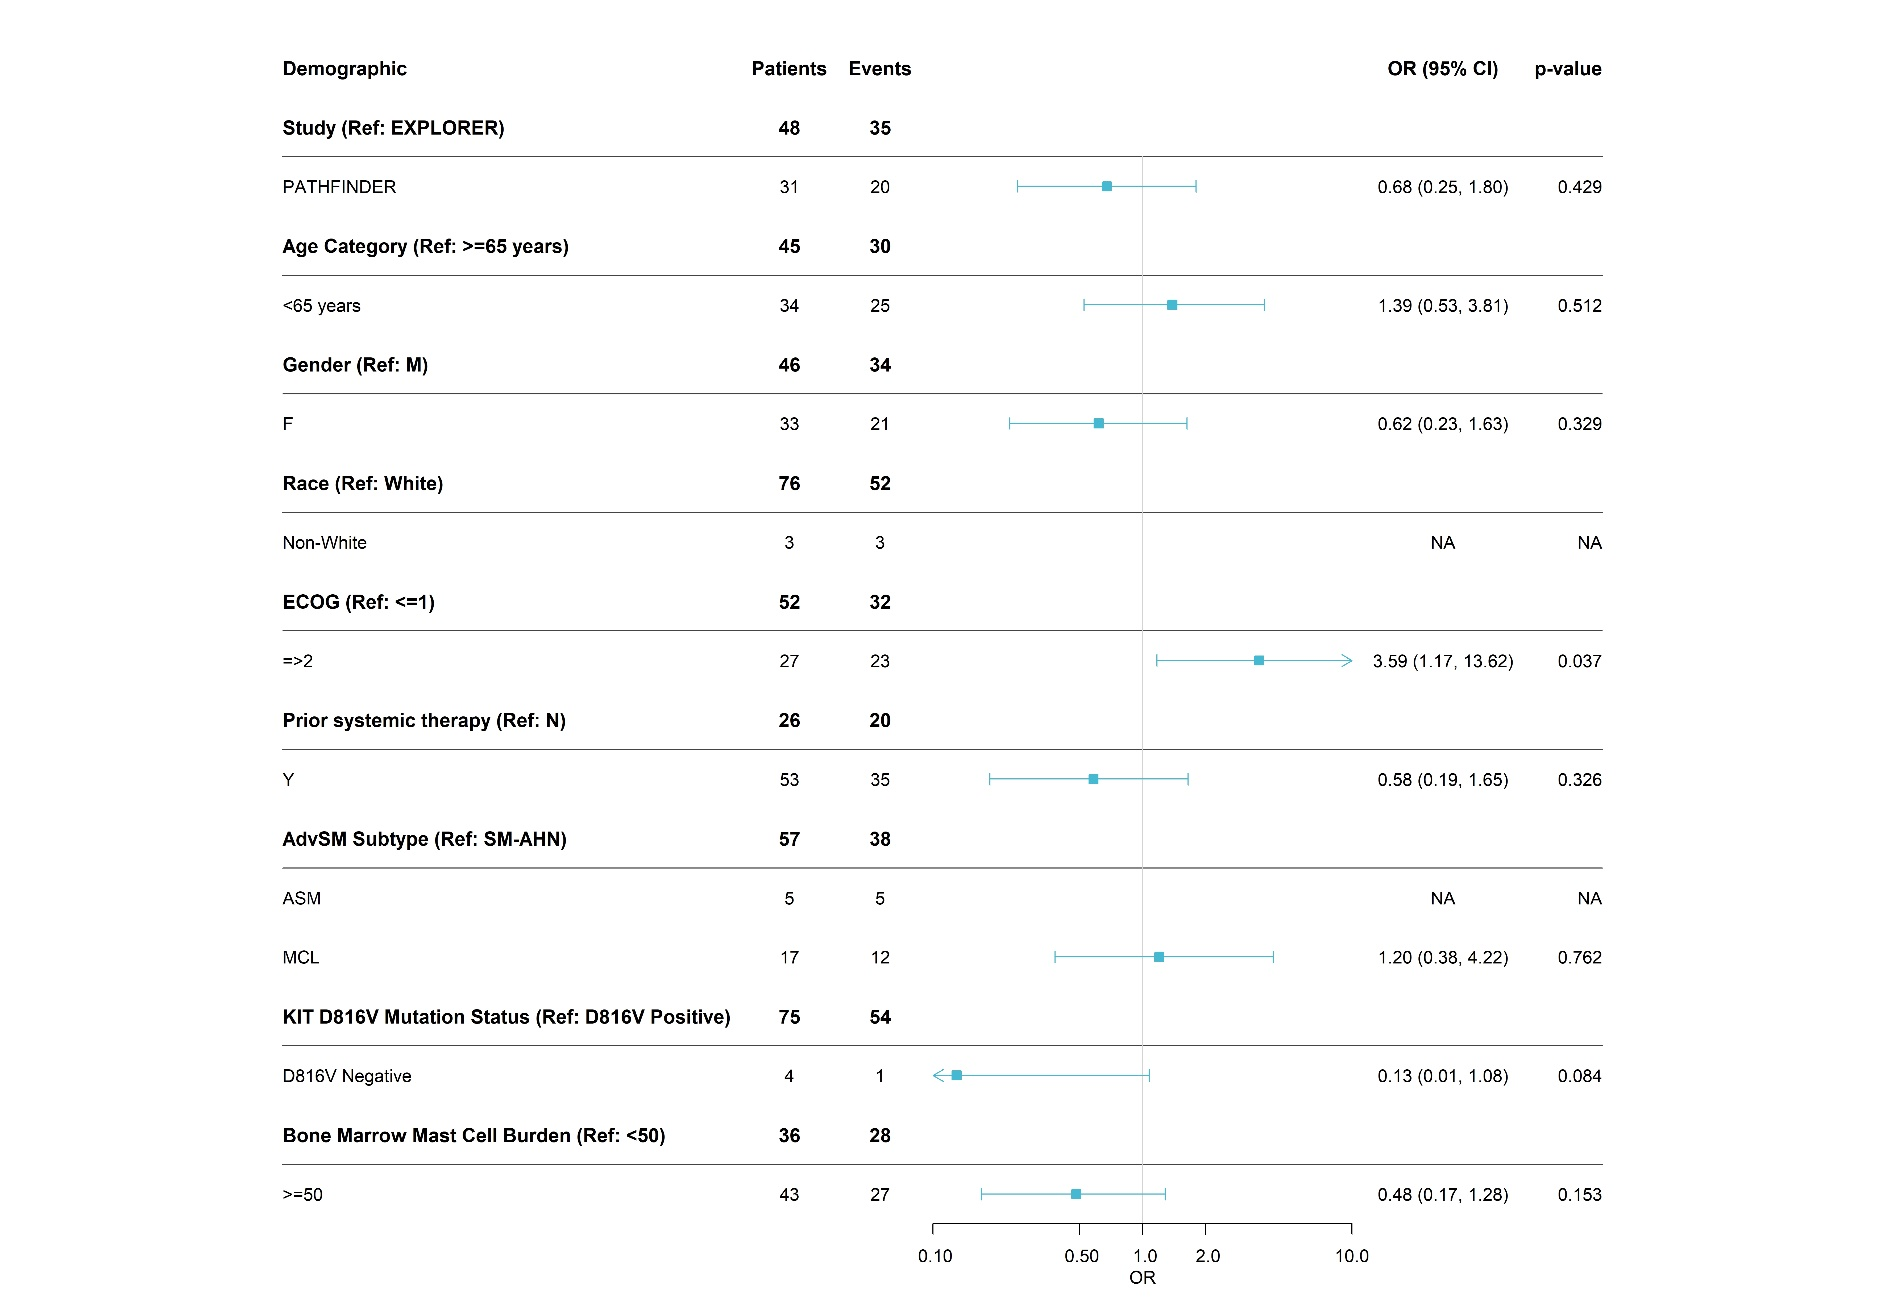 Demographic Patients Events OR (95% CI) p-value
Study (Ref: EXPLORER) 48 35
PATHFINDER 31 20 0.68 (0.25, 1.80) 0.429
Age Category (Ref: >=65 years) 45 30
<65 years 34 25 1.39 (0.53, 3.81) 0.512
Gender (Ref: M) 46 34
F 33 21 0.62 (0.23, 1.63) 0.329
Race (Ref: White) 76 52
Non-White 3 3 NA NA
ECOG (Ref: <=1) 52 32
=>2 27 23 3.59 (1.17, 13.62) 0.037
Prior systemic therapy (Ref: N) 26 20
Y 53 35 0.58 (0.19, 1.65) 0.326
AdvSM Subtype (Ref: SM-AHN) 57 38
ASM 5 5 NA NA
MCL 17 12 1.20 (0.38, 4.22) 0.762
KIT D816V Mutation Status (Ref: D816V Positive) 75 54
D816V Negative 4 1 0.13 (0.01, 1.08) 0.084
Bone Marrow Mast Cell Burden (Ref: <50) 36 28
>=50 43 27 0.48 (0.17, 1.28) 0.153
0.10 0.50 1.0 2.0 10.0
OR